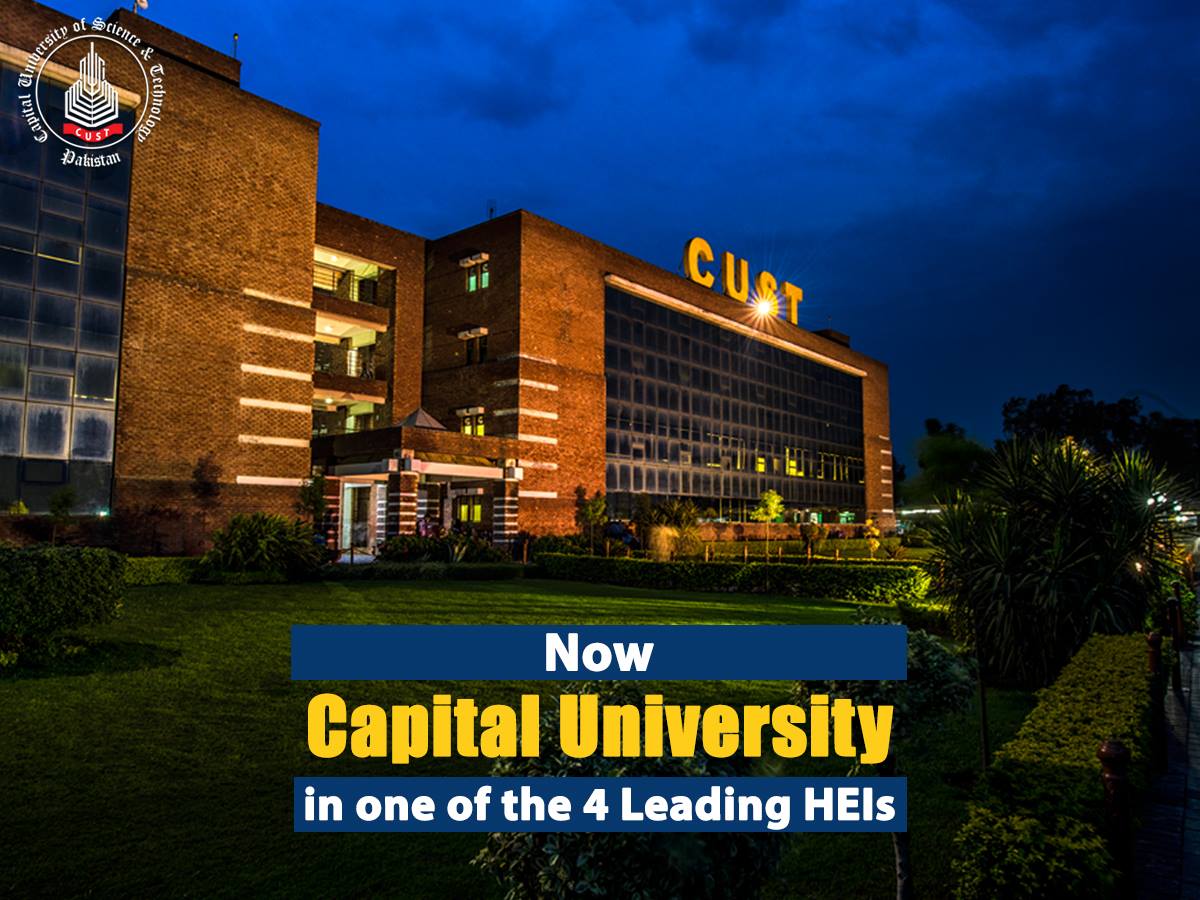 Capital University of Science & Technology
CUST
Pakistan
CUST
Now
Capital University
in one of the 4 Leading HEIs